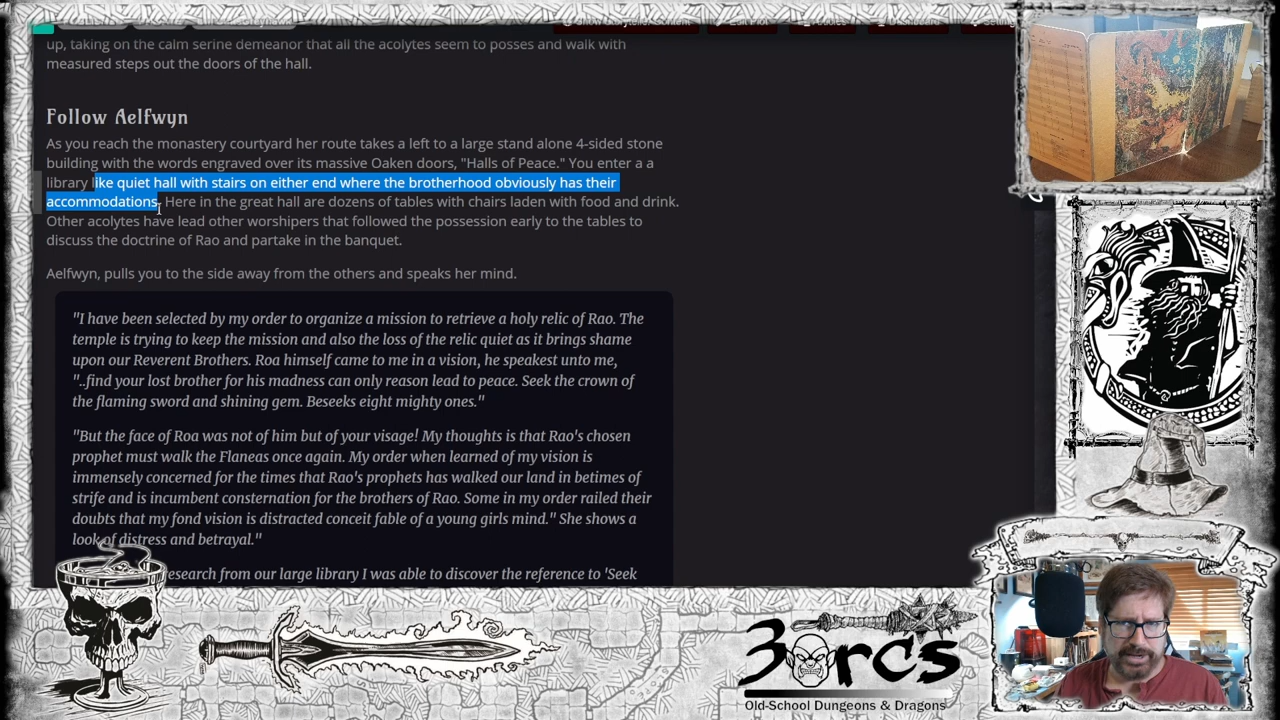 up, taking on the calm serine demeanor that all the acolytes seem to posses and walk with
measured steps out the doors of the hall.
Follow Aelfwyn
As you reach the monastery courtyard her route takes a left to a large stand alone 4-sided stone
building with the words engraved over its massive Oaken doors, "Halls of Peace." You enter a a
library like quiet hall with stairs on either end where the brotherhood obviously has their
accommodations. Here in the great hall are dozens of tables with chairs laden with food and drink.
Other acolytes have lead other worshipers that followed the possession early to the tables to
discuss the doctrine of Rao and partake in the banquet.
Aelfwyn, pulls you to the side away from the others and speaks her mind.
"I have been selected by my order to organize a mission to retrieve a holy relic of Rao. The
temple is trying to keep the mission and also the loss of the relic quiet as it brings shame
upon our Reverent Brothers. Roa himself came to me in a vision, he speakest unto me,
"..find your lost brother for his madness can only reason lead to peace. Seek the crown of
the flaming sword and shining gem. Beseeks eight mighty ones."
"But the face of Roa was not of him but of your visage! My thoughts is that Rao's chosen
prophet must walk the Flaneas once again. My order when learned of my vision is
immensely concerned for the times that Rao's prophets has walked our land in betimes of
strife and is incumbent consternation for the brothers of Rao. Some in my order railed their
doubts that my fond vision is distracted conceit fable of a young girls mind." She shows a
look of distress and betrayal."
research from our large library I was able to discover the reference to 'Seek
3orcs
Old-School Dungeons & Dragons